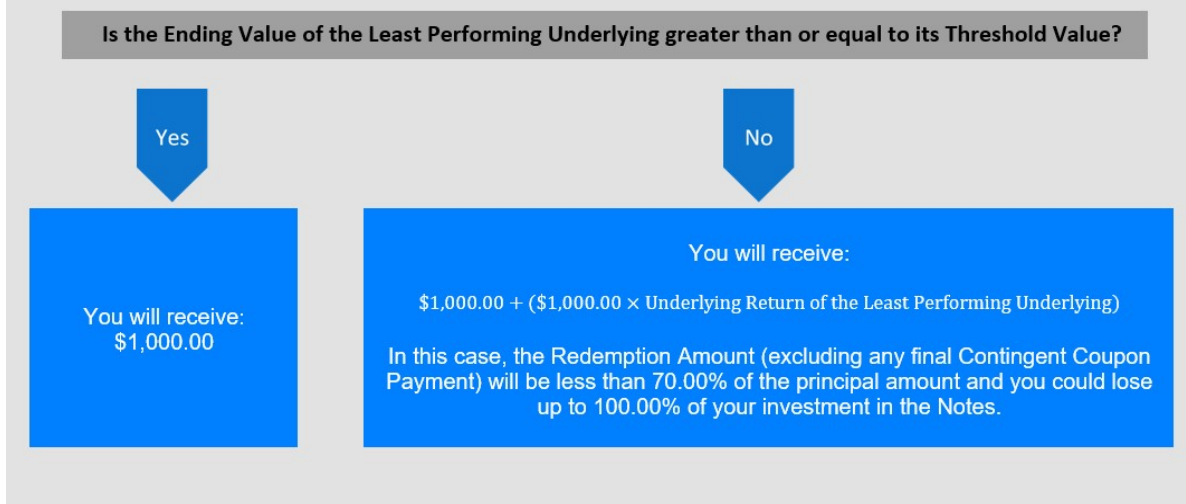 Is the Ending Value of the Least Performing Underlying greater than or equal to its Threshold Value?
Yes
No
You will receive:
$1,000.00
You will receive:
$1,000.00 + ($1,000.00 × Underlying Return of the Least Performing Underlying)
In this case, the Redemption Amount (excluding any final Contingent Coupon
Payment) will be less than 70.00% of the principal amount and you could lose
up to 100.00% of your investment in the Notes.